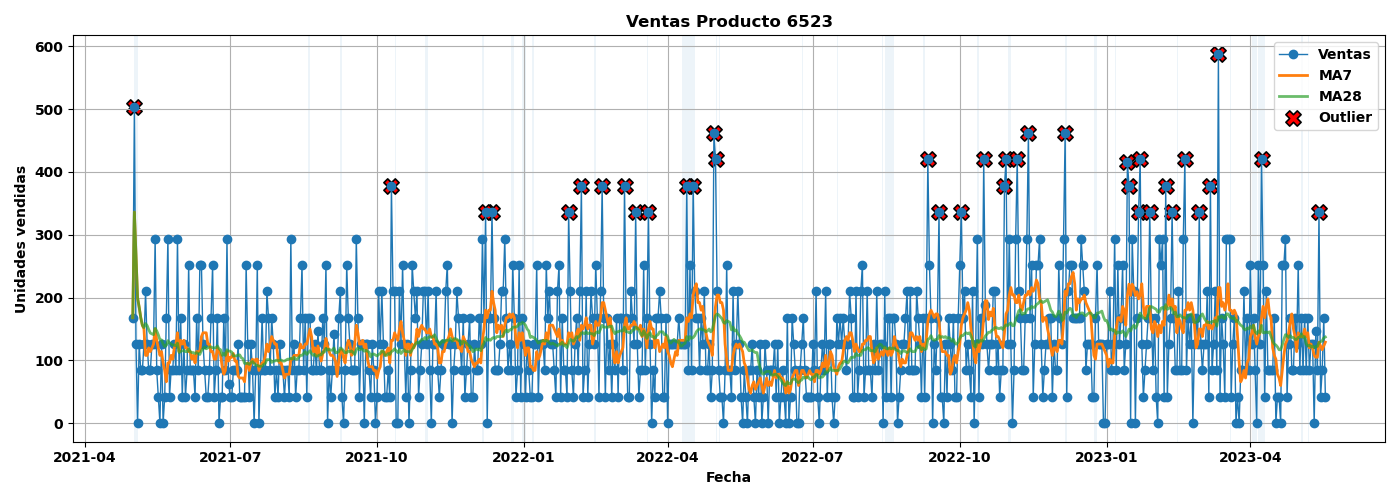 Ventas Producto 6523
Unidades vendidas
600
500
400
300
200
100
0
2021-04
2021-07
2021-10
2022-01
2022-04
2022-07
2022-10
2023-01
2023-04
Fecha
Ventas
MA7
MA28
Outlier